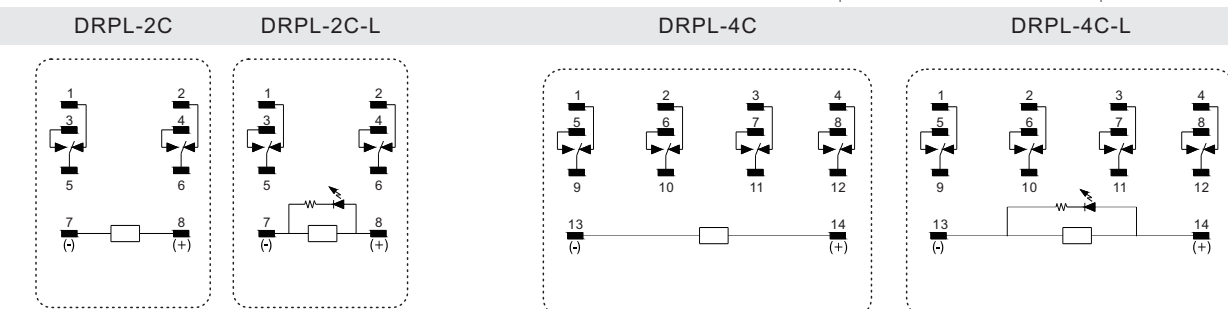 DRPL-2C DRPL-2C-L DRPL-4C DRPL-4C-L
1 2 1 2 1 2 3 4 1 2 3 4
3 4 3 4 5 6 7 8 5 6 7 8
5 6 5 6 9 10 11 12 9 10 11 12
7 8 7 8 13 14 13 14
(-) (+) (-) (+) (-) (+) (-) (+)